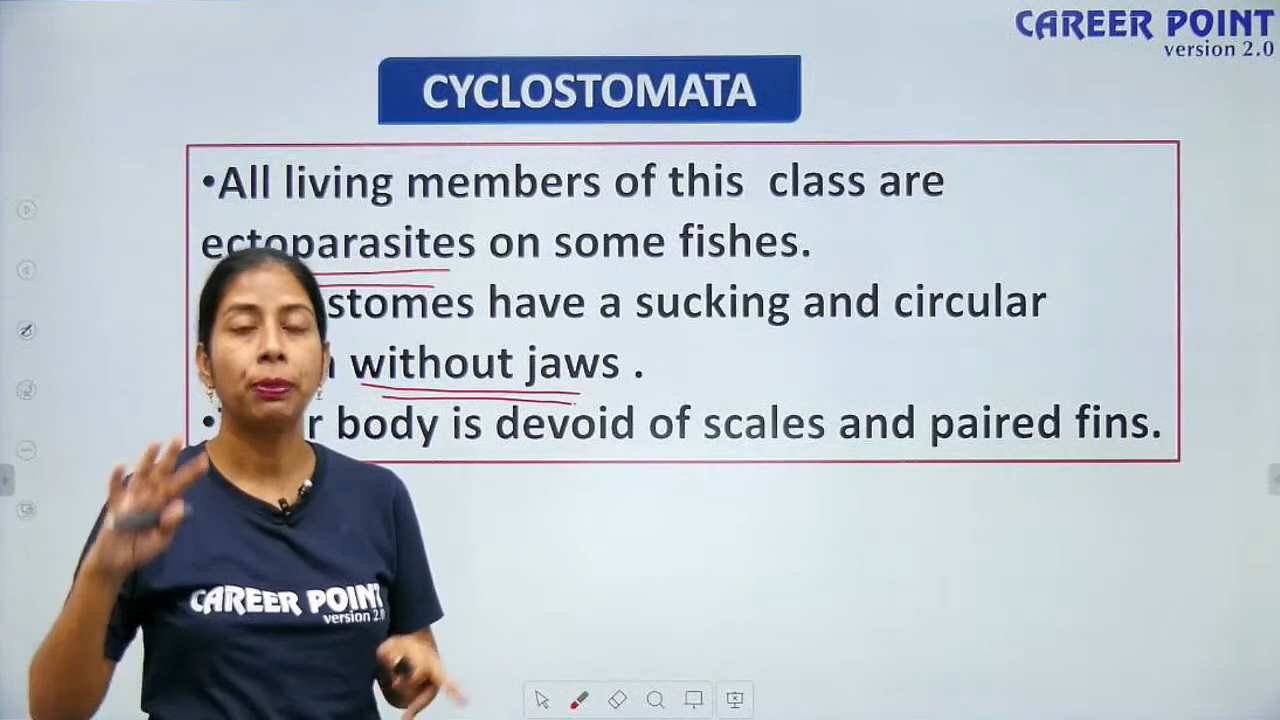 CAREER POINT
version 2.0
CYCLOSTOMATA
•All living members of this class are
ectoparasites on some fishes.
stomes have a sucking and circular
without jaws .
• r body is devoid of scales and paired fins.
CAREER POINT
version 2.0